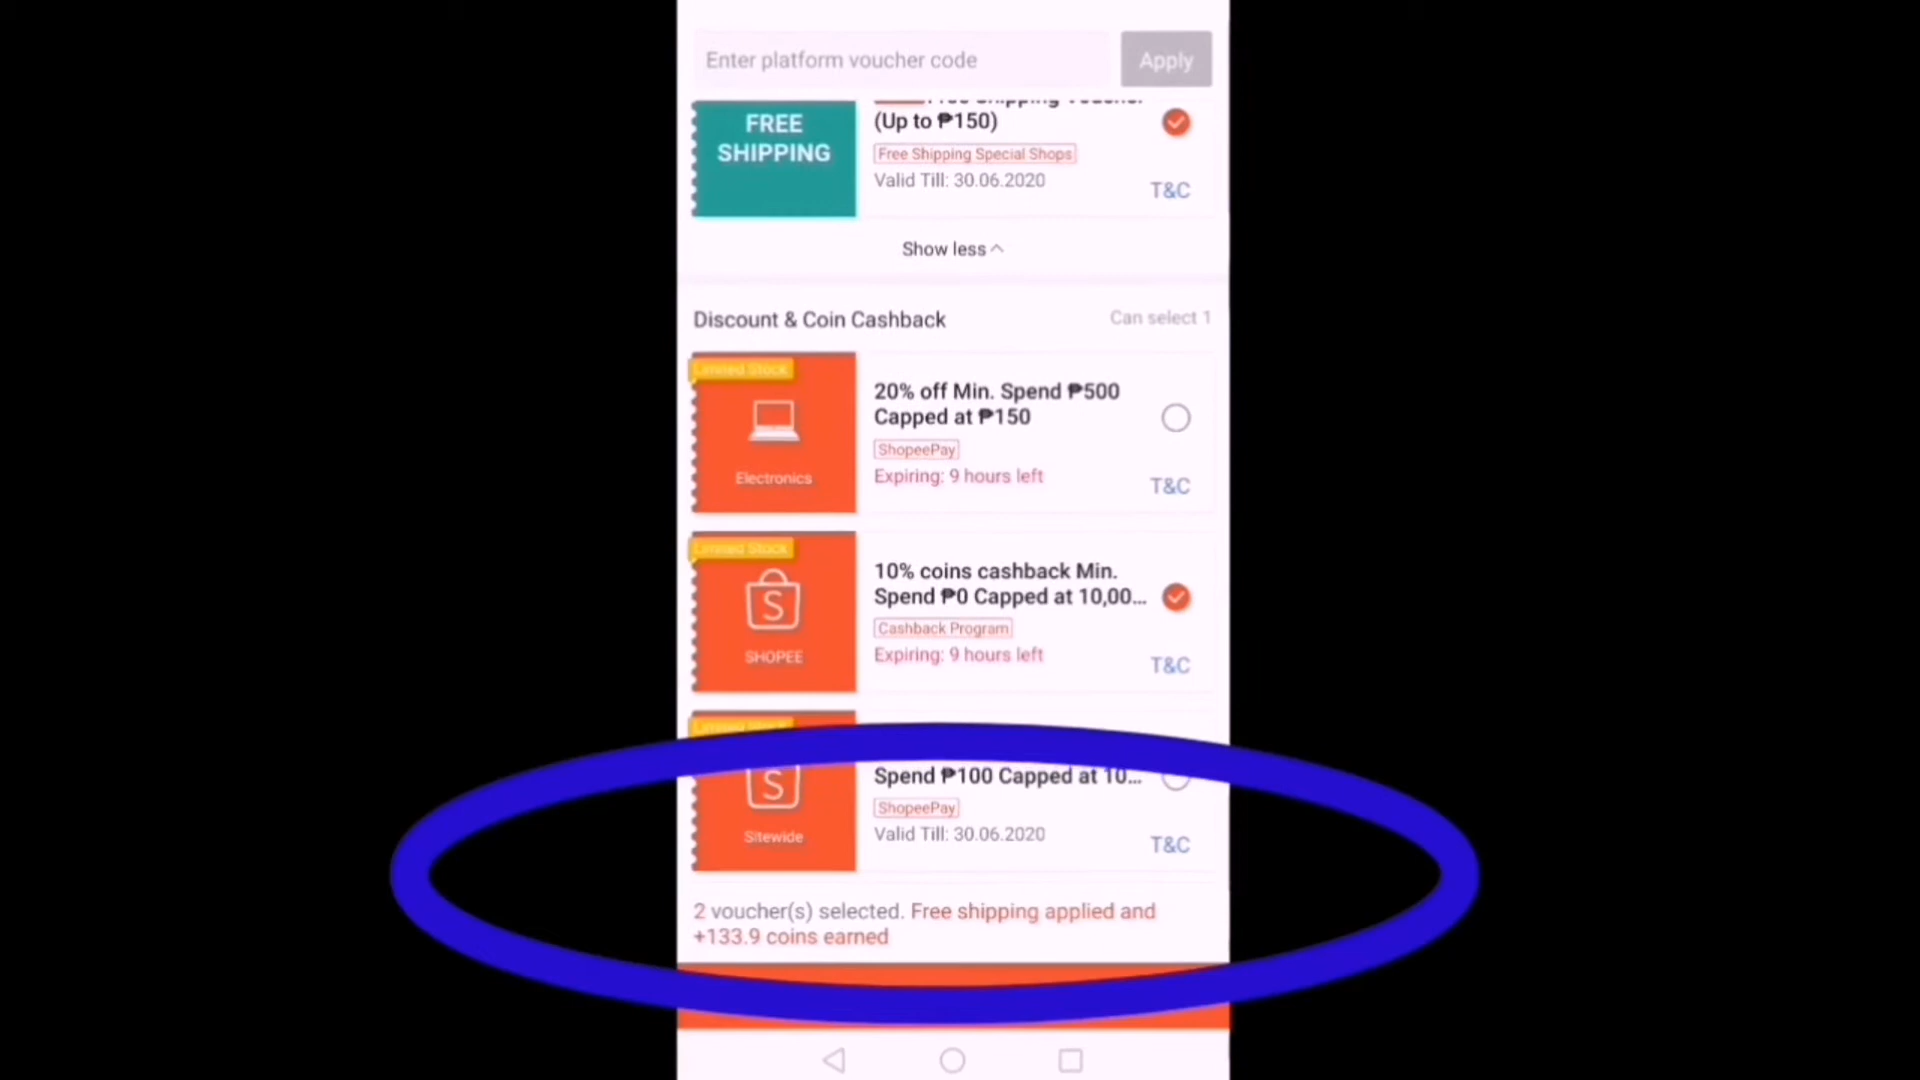 Enter platform voucher code
Apply
FREE
SHIPPING
(Up to ₱150)
Free Shipping Special Shops
Valid Till: 30.06.2020
T&C
Show less
Discount & Coin Cashback
Can select 1
Limited Stock
Electronics
20% off Min. Spend ₱500
Capped at ₱150
ShopeePay
Expiring: 9 hours left
T&C
Limited Stock
S
SHOPEE
10% coins cashback Min.
Spend ₱0 Capped at 10,00...
Cashback Program
Expiring: 9 hours left
T&C
S
Sitewide
Spend ₱100 Capped at 10...
ShopeePay
Valid Till: 30.06.2020
T&C
2 voucher(s) selected. Free shipping applied and
+133.9 coins earned